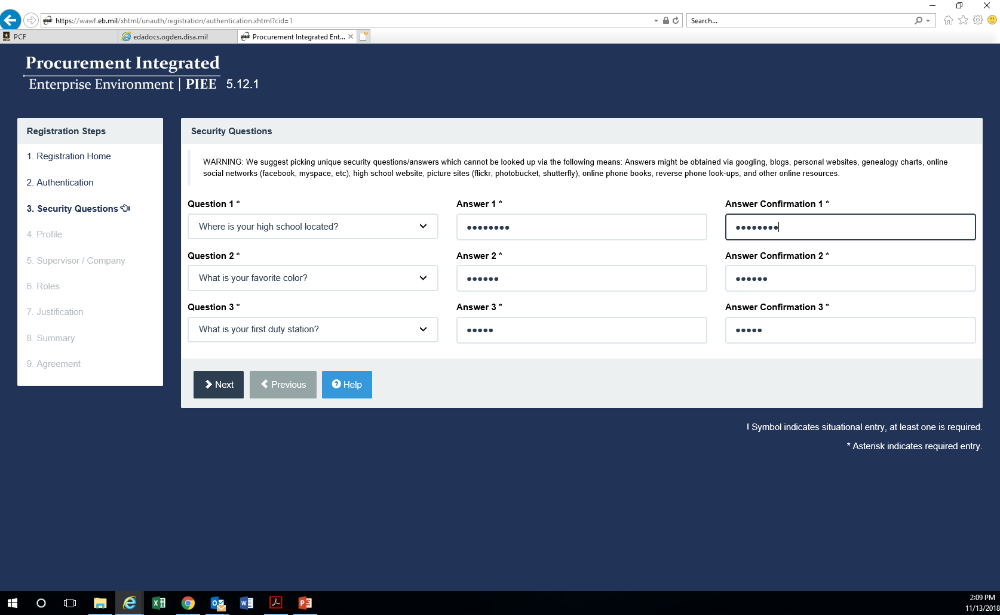 https://wawf.eb.mil/xhtml/unauth/registration/authentication.xhtml?cid=1
Search...
PCF
edadocs.ogden.disa.mil
Procurement Integrated Ent...
Procurement Integrated
Enterprise Environment | PIEE 5.12.1
Registration Steps
1. Registration Home
2. Authentication
3. Security Questions
4. Profile
5. Supervisor / Company
6. Roles
7. Justification
8. Summary
9. Agreement
Security Questions
WARNING: We suggest picking unique security questions/answers which cannot be looked up via the following means: Answers might be obtained via googling, blogs, personal websites, genealogy charts, online
social networks (facebook, myspace, etc), high school website, picture sites (flickr, photobucket, shutterfly), online phone books, reverse phone look-ups, and other online resources.
Question 1 *
Answer 1 *
Answer Confirmation 1 *
Where is your high school located?
••••••••
••••••••
Question 2 *
Answer 2 *
Answer Confirmation 2 *
What is your favorite color?
••••••
••••••
Question 3 *
Answer 3 *
Answer Confirmation 3 *
What is your first duty station?
•••••
•••••
Next
Previous
Help
! Symbol indicates situational entry, at least one is required.
* Asterisk indicates required entry.
2:09 PM
11/13/2018